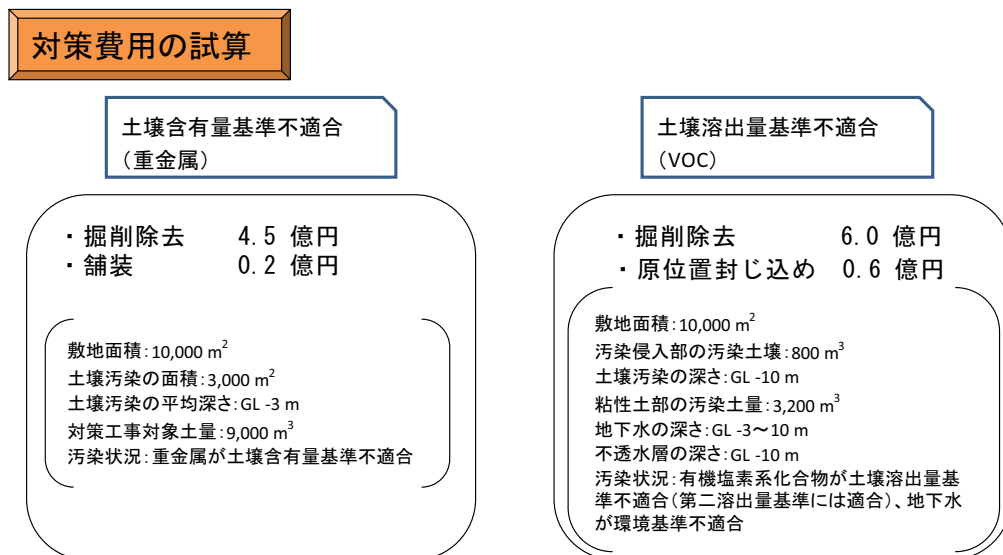 対策費用の試算
土壌含有量基準不適合
（重金属）
・掘削除去 4.5 億円
・舗装 0.2 億円
敷地面積：10,000 m²
土壌汚染の面積：3,000 m²
土壌汚染の平均深さ：GL -3 m
対策工事対象土量：9,000 m³
汚染状況：重金属が土壌含有量基準不適合
土壌溶出量基準不適合
（VOC）
・掘削除去 6.0 億円
・原位置封じ込め 0.6 億円
敷地面積：10,000 m²
汚染侵入部の汚染土壌：800 m³
土壌汚染の深さ：GL -10 m
粘性土部の汚染土量：3,200 m³
地下水の深さ：GL -3～10 m
不透水層の深さ：GL -10 m
汚染状況：有機塩素系化合物が土壌溶出量基
準不適合（第二溶出量基準には適合）、地下水
が環境基準不適合